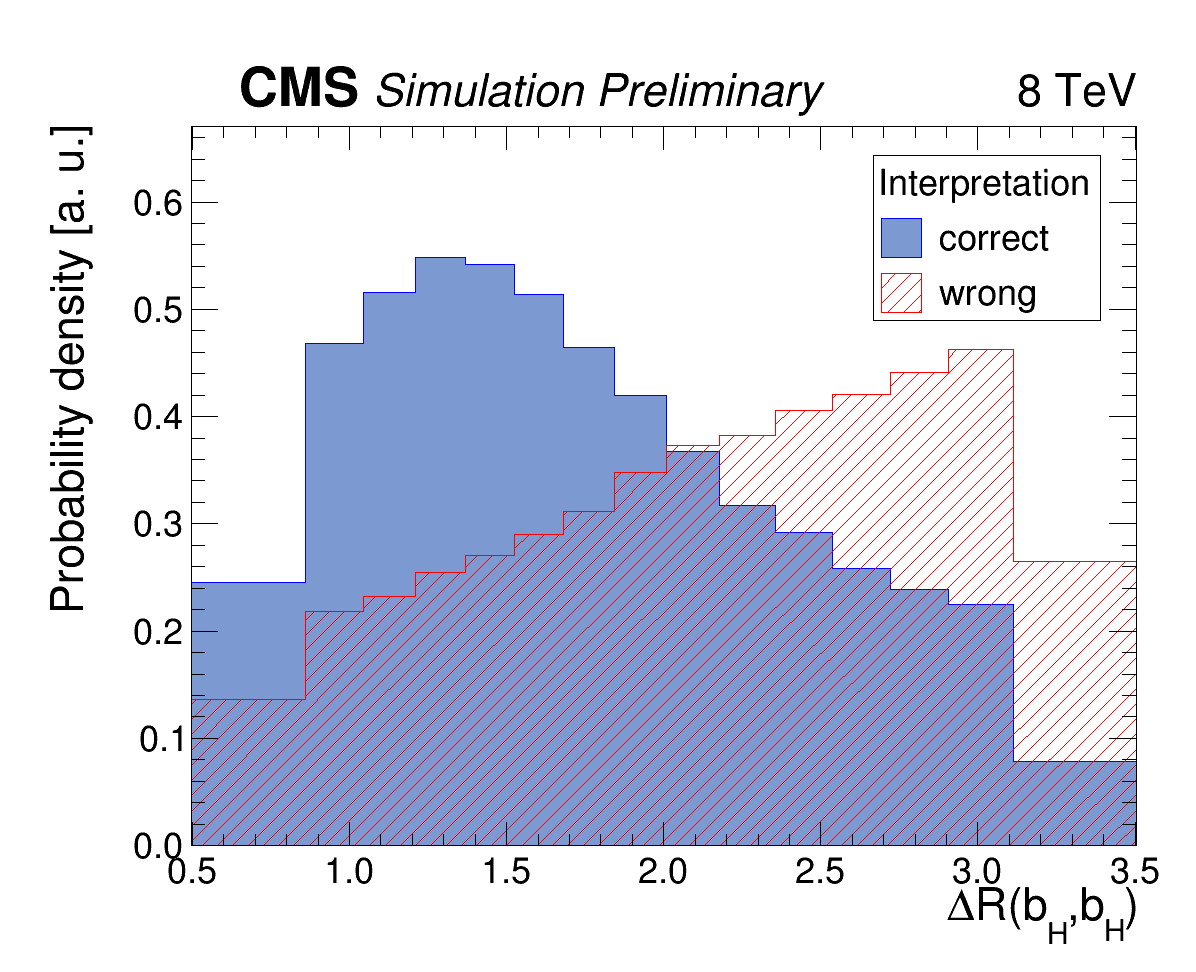 CMS Simulation Preliminary 8 TeV
Probability density [a. u.]
Interpretation
correct
wrong
0.6
0.5
0.4
0.3
0.2
0.1
0.0
0.5 1.0 1.5 2.0 2.5 3.0 3.5
ΔR(b_H,b_H)